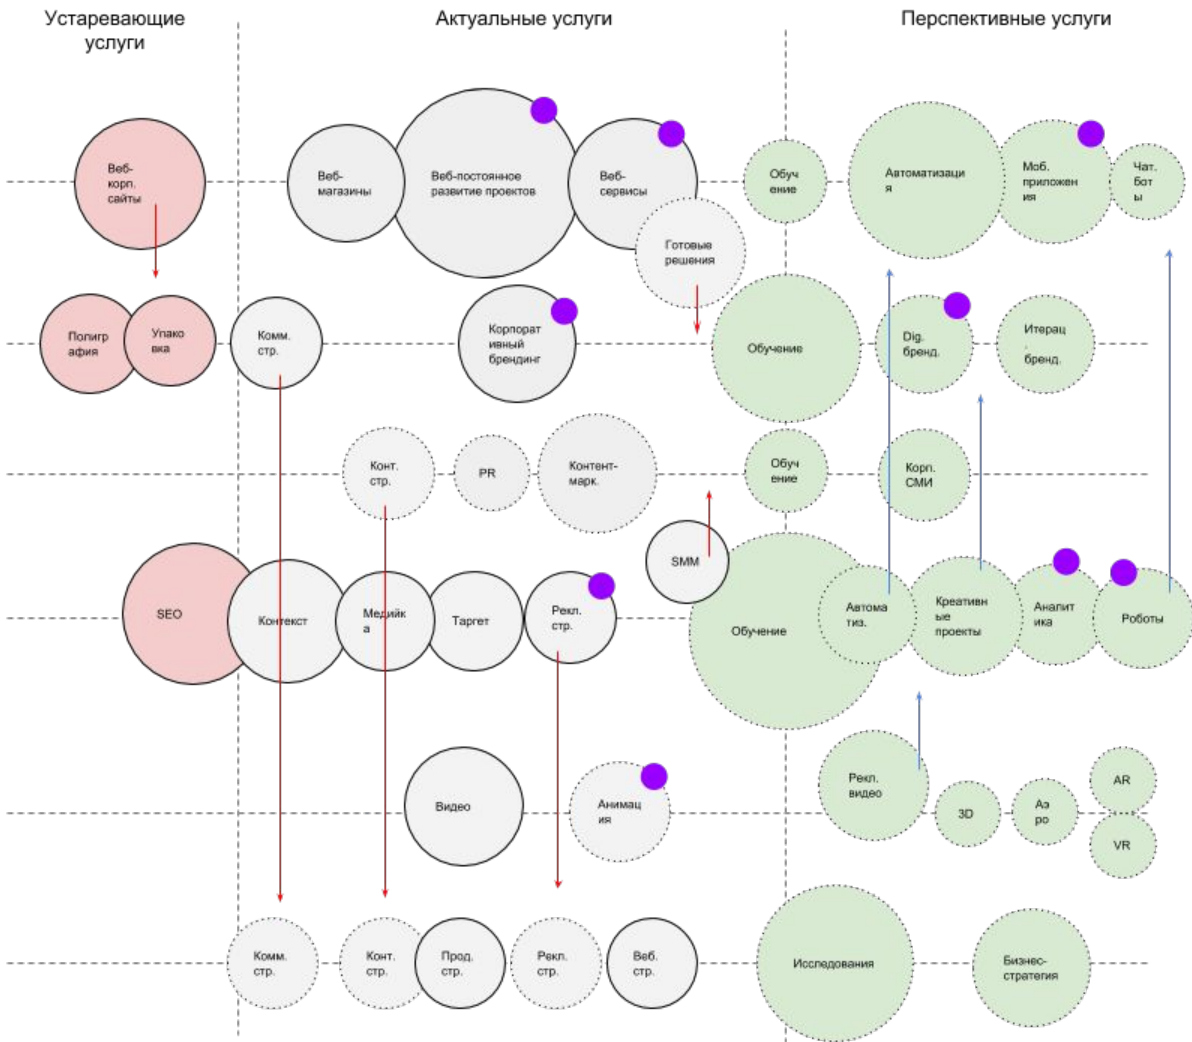 Устаревающие
услуги
Актуальные услуги
Перспективные услуги
Веб-
корп.
сайты
Веб-
магазины
Веб-постоянное
развитие проектов
Веб-
сервисы
Готовые
решения
Обуч
ение
Автоматизаци
я
Моб.
приложен
ия
Чат.
бот
ы
Полигр
афия
Упако
вка
Комм.
стр.
Корпорат
ивный
брендинг
Обучение
Dig.
бренд.
Итерац
.
бренд.
Конт.
стр.
PR
Контент-
марк.
Обуч
ение
Корп.
СМИ
SEO
Контекст
Медийк
а
Таргет
Рекл.
стр.
SMM
Обучение
Автома
тиз.
Креативн
ые
проекты
Аналит
ика
Роботы
Видео
Анимац
ия
Рекл.
видео
3D
Аэ
ро
AR
VR
Комм.
стр.
Конт.
стр.
Прод.
стр.
Рекл.
стр.
Веб.
стр.
Исследования
Бизнес-
стратегия